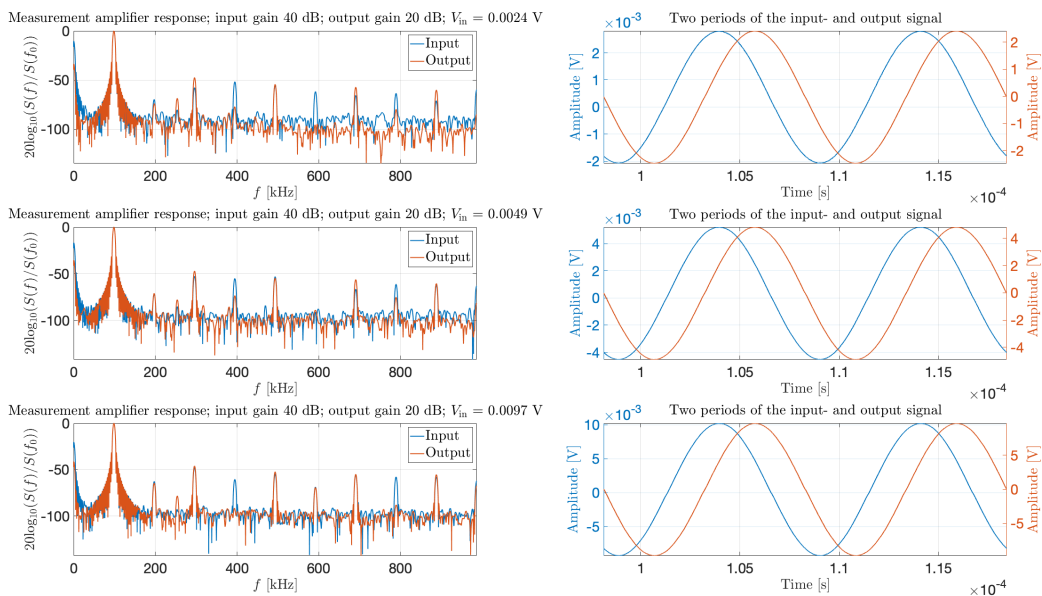 Measurement amplifier response; input gain 40 dB; output gain 20 dB; V_in = 0.0024 V
20log10(S(f)/S(f0))
0
-50
-100
Input
Output
0 200 400 600 800
f [kHz]
Two periods of the input- and output signal
×10^-3
Amplitude [V]
2
1
0
-1
-2
2
1
0
-1
-2
Amplitude [V]
1 1.05 1.15
Time [s]
×10^-4
Measurement amplifier response; input gain 40 dB; output gain 20 dB; V_in = 0.0049 V
20log10(S(f)/S(f0))
0
-50
-100
Input
Output
0 200 400 600 800
f [kHz]
Two periods of the input- and output signal
×10^-3
Amplitude [V]
4
2
0
-2
-4
4
2
0
-2
-4
Amplitude [V]
1 1.05 1.15
Time [s]
×10^-4
Measurement amplifier response; input gain 40 dB; output gain 20 dB; V_in = 0.0097 V
20log10(S(f)/S(f0))
0
-50
-100
Input
Output
0 200 400 600 800
f [kHz]
Two periods of the input- and output signal
×10^-3
Amplitude [V]
10
5
0
-5
5
0
-5
Amplitude [V]
1 1.05 1.15
Time [s]
×10^-4